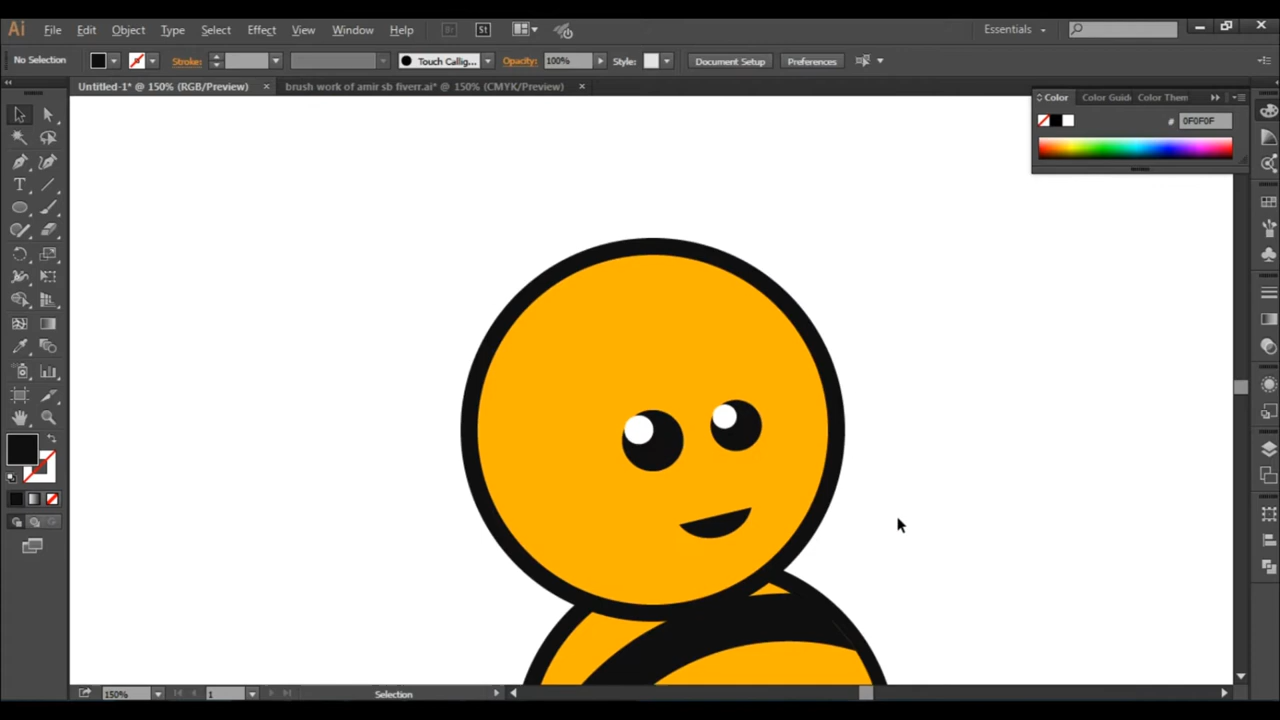 Ai File Edit Object Type Select Effect View Window Help Br St Essentials
No Selection Stroke: Touch Callig... Opacity: 100% Style: Document Setup Preferences
Untitled-1* @ 150% (RGB/Preview) × brush work of amir sb fiverr.ai* @ 150% (CMYK/Preview) ×
Color Color Guid Color Them
# 0F0F0F
T
150% 1 Selection